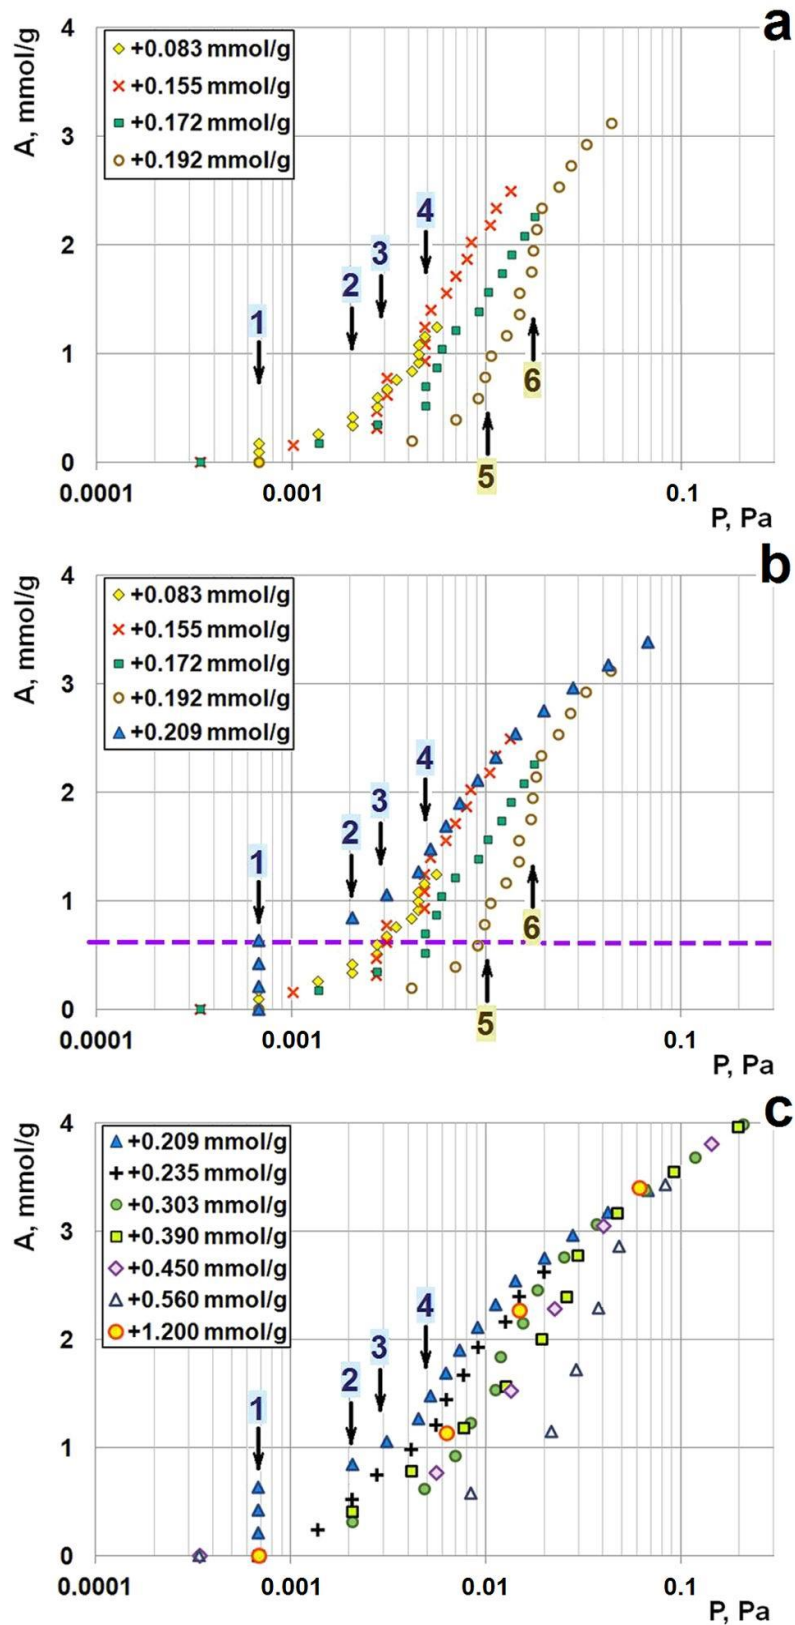 a
4
3
2
1
0
A, mmol/g
+0.083 mmol/g
+0.155 mmol/g
+0.172 mmol/g
+0.192 mmol/g
1
2
3
4
5
6
0.0001
0.001
0.1
P, Pa
b
4
3
2
1
0
A, mmol/g
+0.083 mmol/g
+0.155 mmol/g
+0.172 mmol/g
+0.192 mmol/g
+0.209 mmol/g
1
2
3
4
5
6
0.0001
0.001
0.1
P, Pa
c
4
3
2
1
0
A, mmol/g
+0.209 mmol/g
+0.235 mmol/g
+0.303 mmol/g
+0.390 mmol/g
+0.450 mmol/g
+0.560 mmol/g
+1.200 mmol/g
1
2
3
4
0.0001
0.001
0.01
0.1
P, Pa